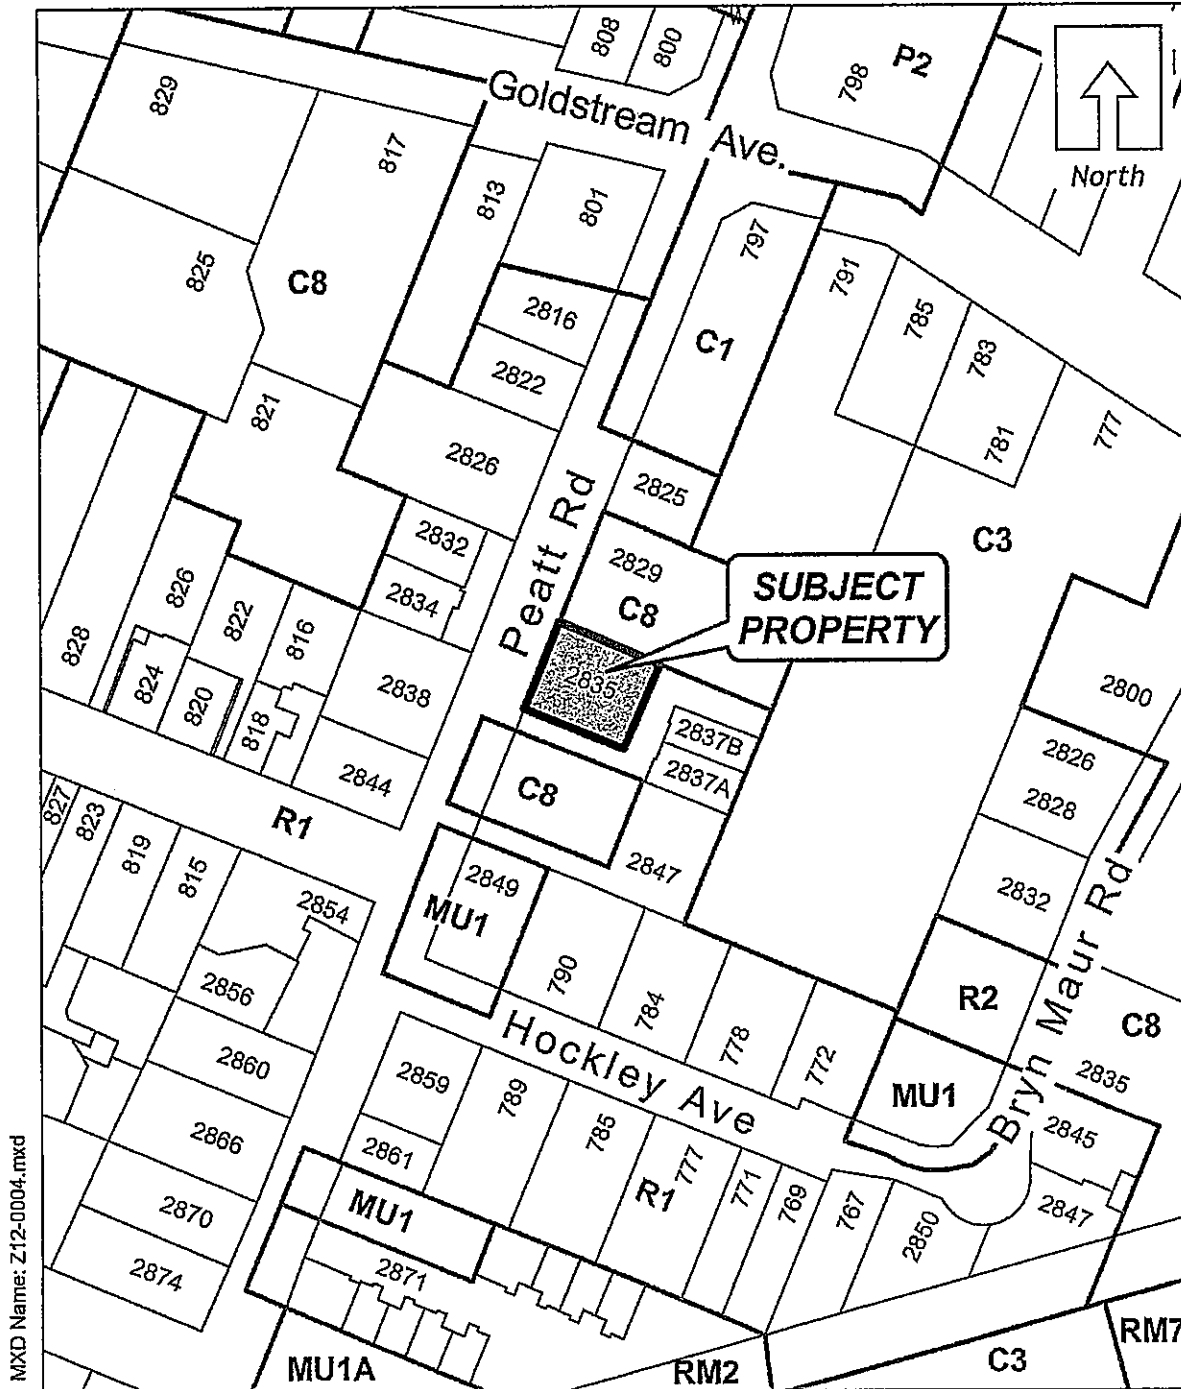 808
800
798
P2
North
829
817
Goldstream Ave.
813
801
797
791
785
783
781
777
825
C8
2816
2822
C1
821
2826
2825
C3
Peatt Rd
2832
2834
2829
C8
SUBJECT
PROPERTY
826
822
816
828
824
820
818
2838
2844
2835
2837B
2837A
2800
2826
2828
2832
C8
R1
2847
827
823
819
815
2854
2849
MU1
790
784
778
772
R2
Bryn Maur Rd
C8
2835
2856
2860
Hockley Ave
MU1
2845
2859
789
785
777
771
769
767
2850
2847
2866
2861
R1
MU1
2870
2871
2874
MU1A
RM2
C3
RM7
MXD Name: Z12-0004.mxd